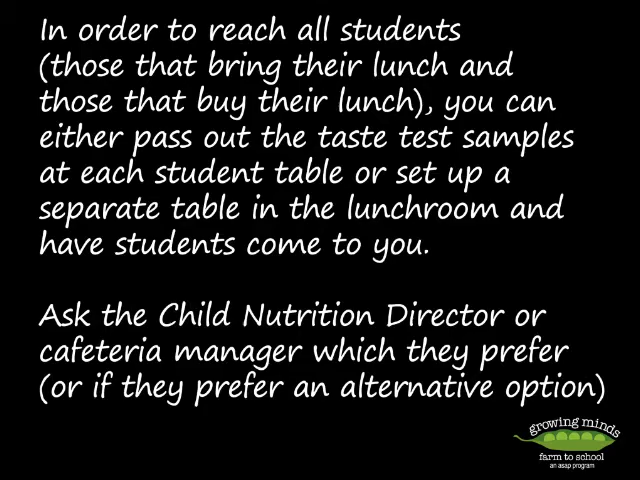 In order to reach all students
(those that bring their lunch and
those that buy their lunch), you can
either pass out the taste test samples
at each student table or set up a
separate table in the lunchroom and
have students come to you.
Ask the Child Nutrition Director or
cafeteria manager which they prefer
(or if they prefer an alternative option)
growing minds
farm to school
an asap program